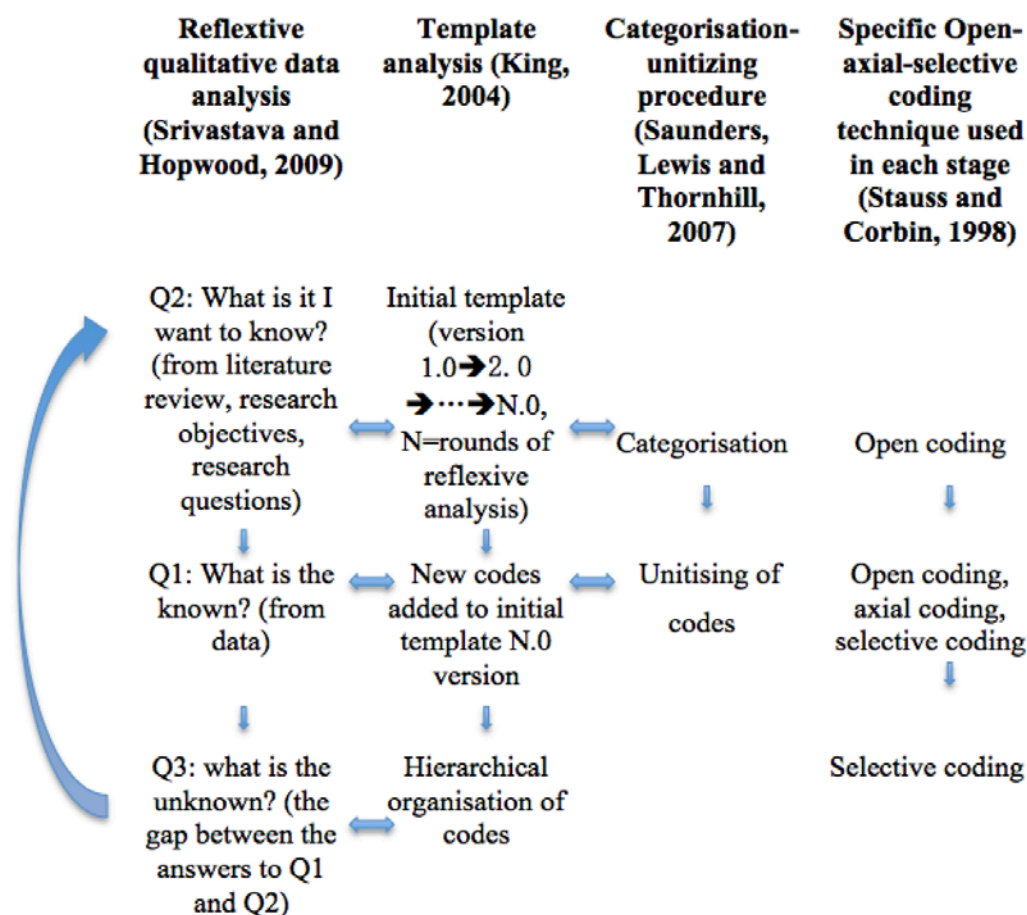 Reflextive
qualitative data
analysis
(Srivastava and
Hopwood, 2009)
Template
analysis (King,
2004)
Categorisation-
unitizing
procedure
(Saunders,
Lewis and
Thornhill,
2007)
Specific Open-
axial-selective
coding
technique used
in each stage
(Stauss and
Corbin, 1998)
Q2: What is it I
want to know?
(from literature
review, research
objectives,
research
questions)
Initial template
(version
1.0➔2. 0
➔···➔N.0,
N=rounds of
reflexive
analysis)
Categorisation
Open coding
Q1: What is the
known? (from
data)
New codes
added to initial
template N.0
version
Unitising of
codes
Open coding,
axial coding,
selective coding
Q3: what is the
unknown? (the
gap between the
answers to Q1
and Q2)
Hierarchical
organisation of
codes
Selective coding